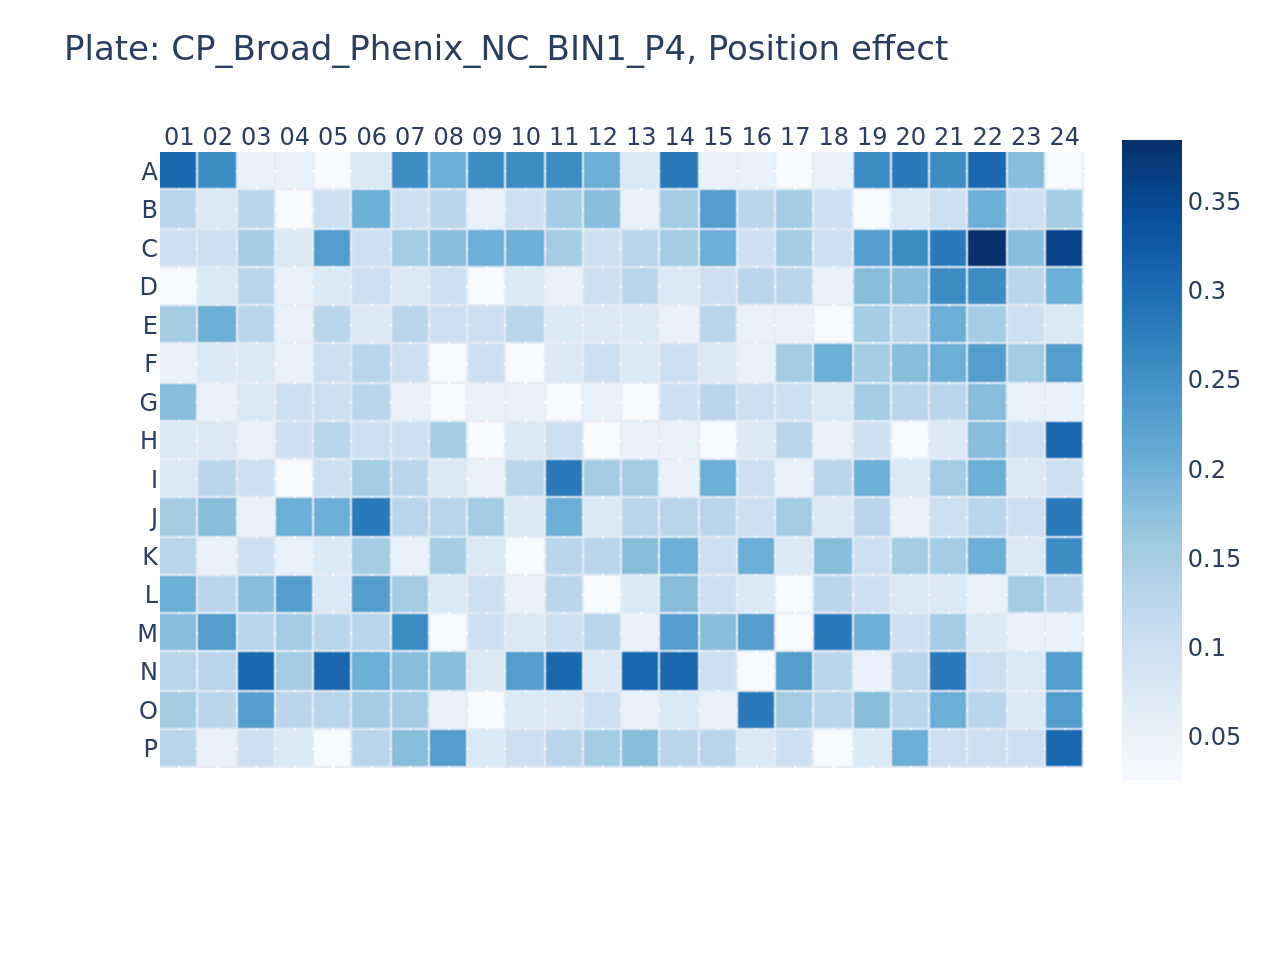 Plate: CP_Broad_Phenix_NC_BIN1_P4, Position effect
01 02 03 04 05 06 07 08 09 10 11 12 13 14 15 16 17 18 19 20 21 22 23 24
A
B
C
D
E
F
G
H
I
J
K
L
M
N
O
P
0.35
0.3
0.25
0.2
0.15
0.1
0.05